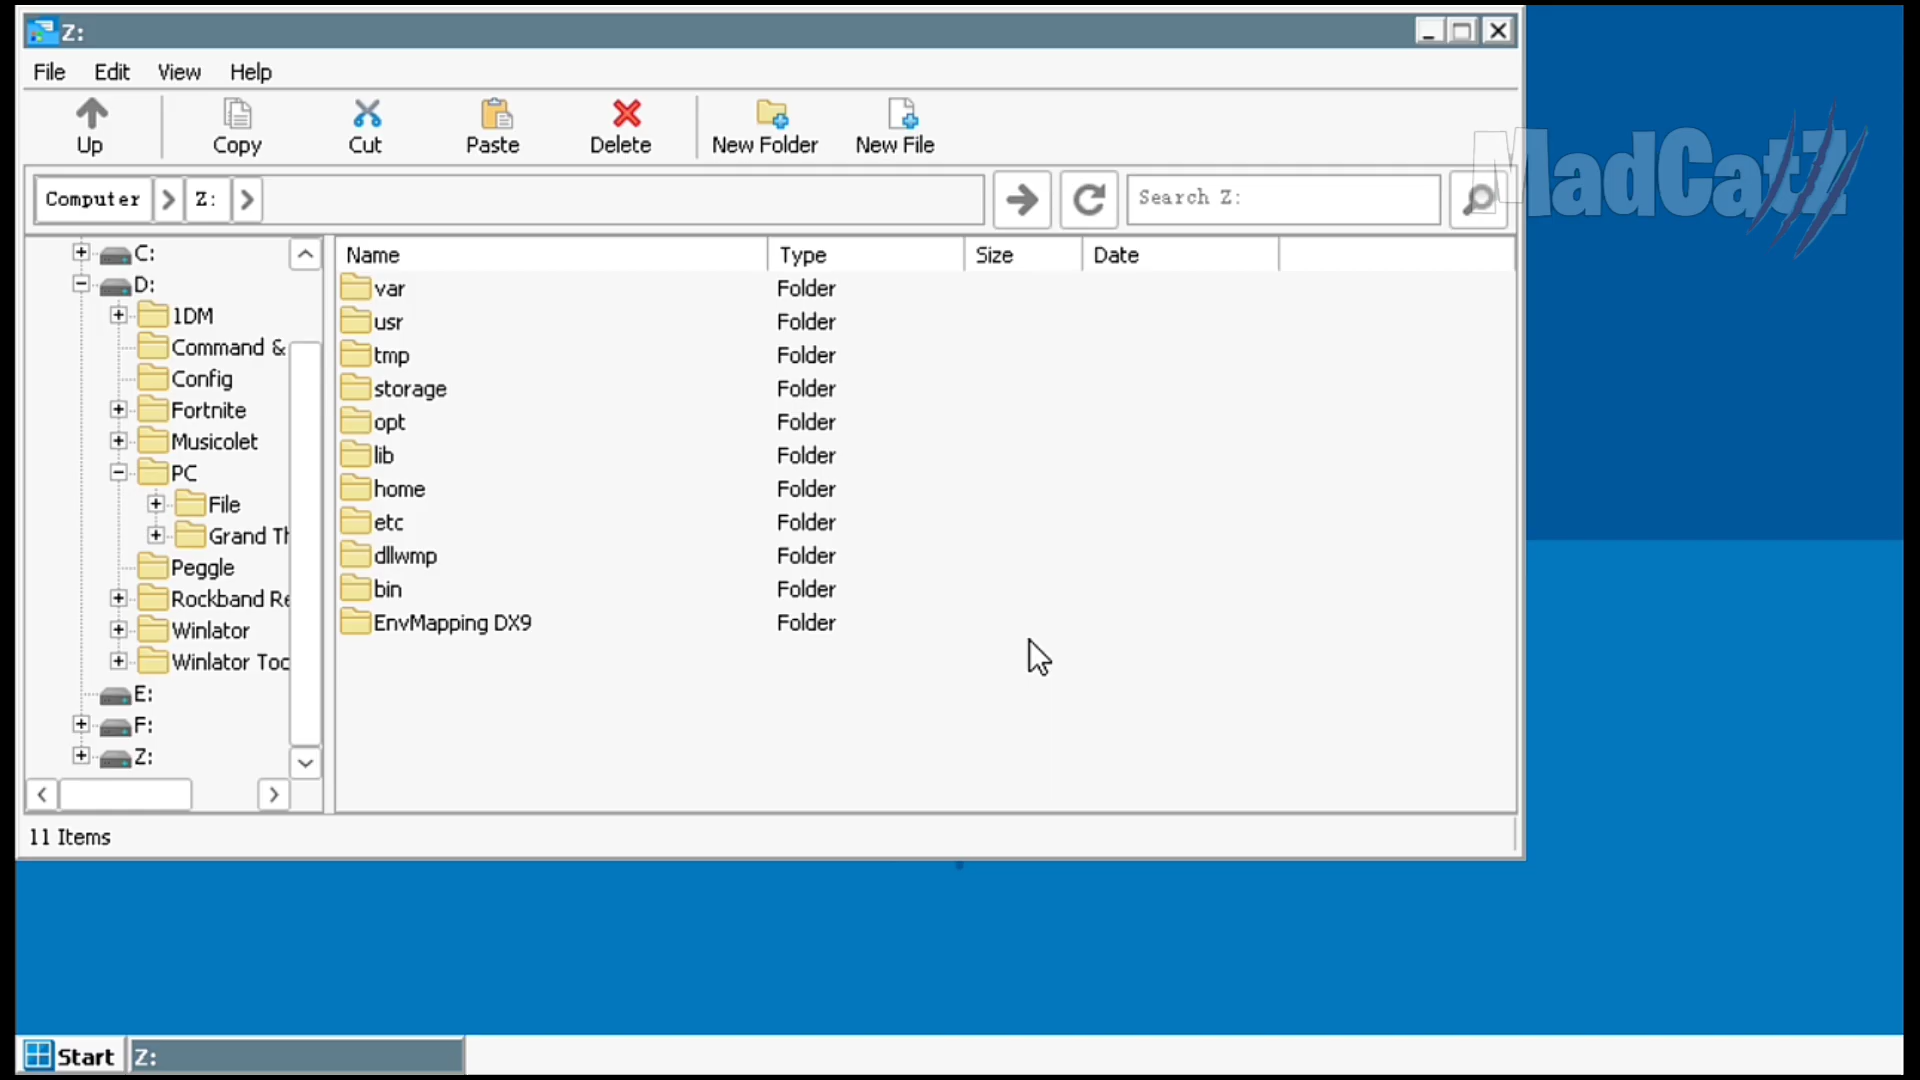 Z:
File Edit View Help
Up Copy Cut Paste Delete New Folder New File
MadCatZ
Computer Z: Search Z:
C:
D:
1DM
Command &
Config
Fortnite
Musicolet
PC
File
Grand Th
Peggle
Rockband Re
Winlator
Winlator Too
E:
F:
Z:
Name Type Size Date
var Folder
usr Folder
tmp Folder
storage Folder
opt Folder
lib Folder
home Folder
etc Folder
dllwmp Folder
bin Folder
EnvMapping DX9 Folder
11 Items
Start Z: